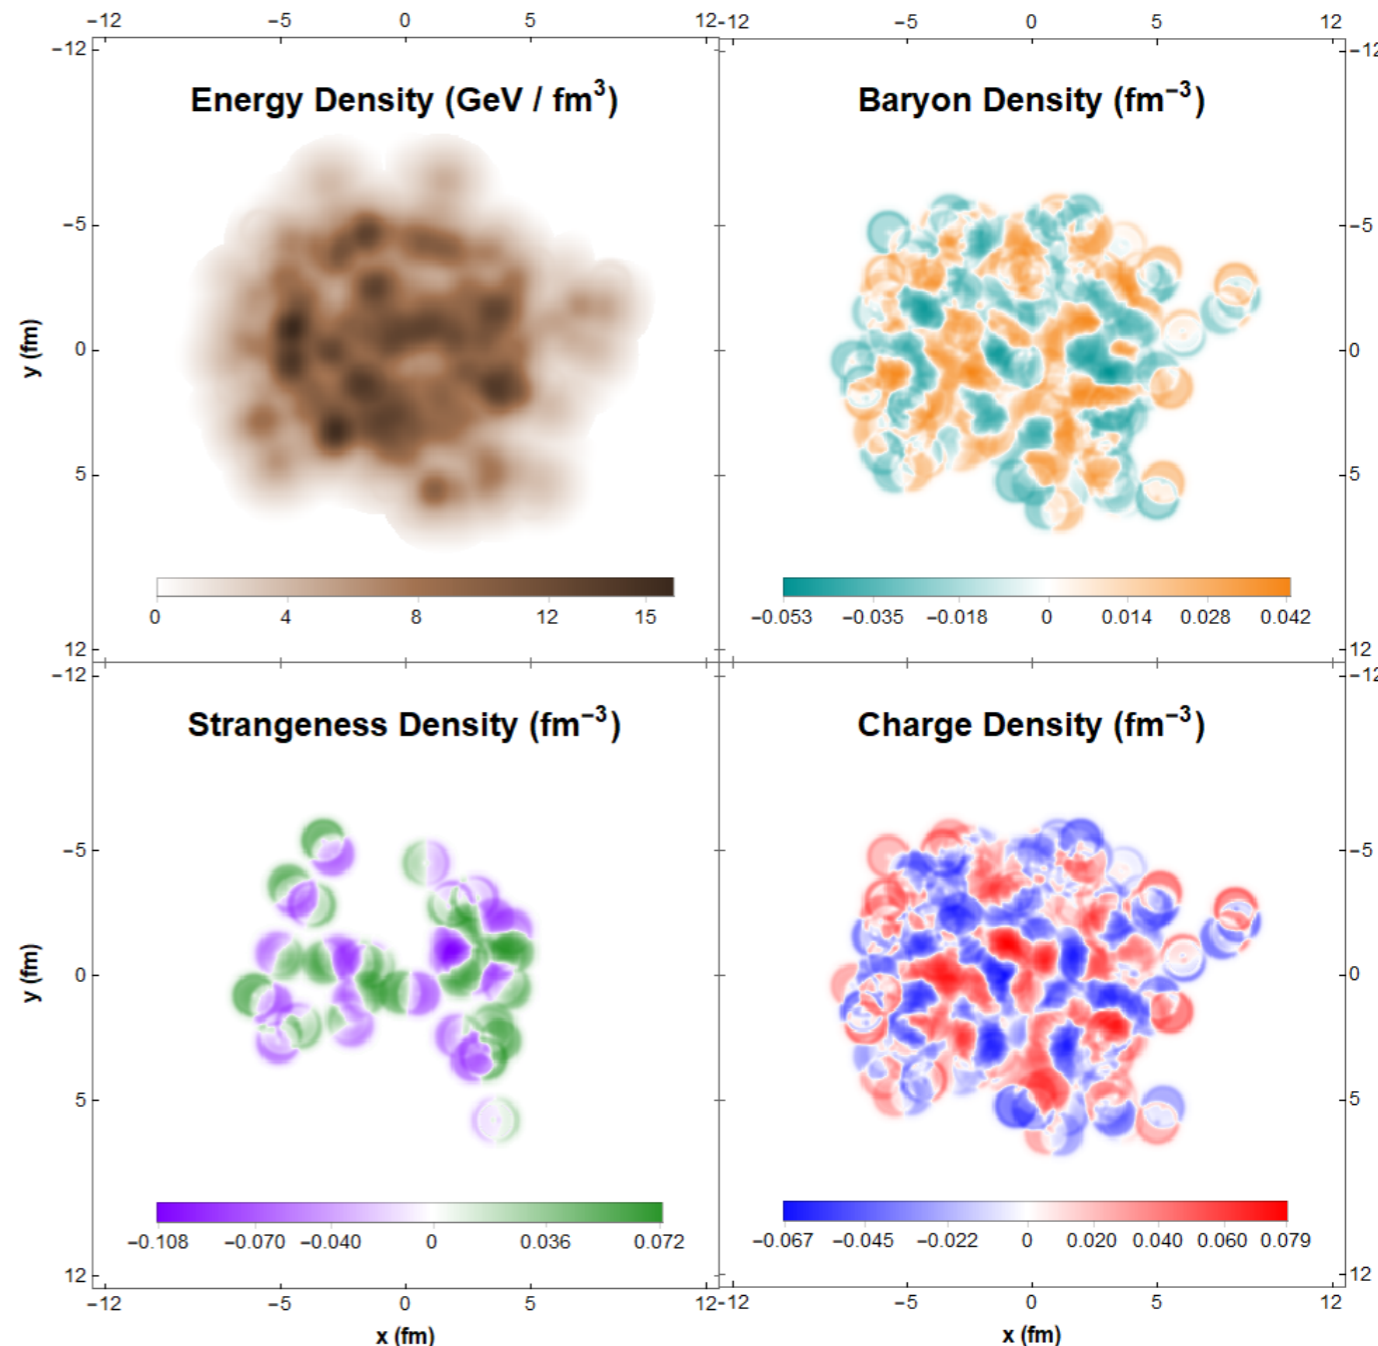 −12 −5 0 5 12 −12 −5 0 5 12
−12 −12
Energy Density (GeV / fm³) Baryon Density (fm⁻³)
−5 −5
y (fm) 0 0
5 5
0 4 8 12 15 −0.053 −0.035 −0.018 0 0.014 0.028 0.042
12 12
−12 −12
Strangeness Density (fm⁻³) Charge Density (fm⁻³)
−5 −5
y (fm) 0 0
5 5
−0.108 −0.070 −0.040 0 0.036 0.072 −0.067 −0.045 −0.022 0 0.020 0.040 0.060 0.079
12 12
−12 −5 0 5 12 −12 −5 0 5 12
x (fm) x (fm)